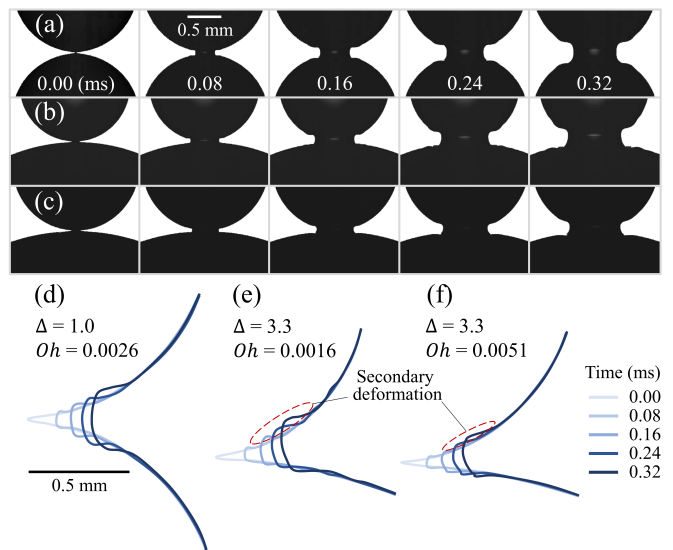 (a)
0.5 mm
0.00 (ms)
0.08
0.16
0.24
0.32
(b)
(c)
(d)
Δ = 1.0
Oh = 0.0026
(e)
Δ = 3.3
Oh = 0.0016
(f)
Δ = 3.3
Oh = 0.0051
Secondary
deformation
0.5 mm
Time (ms)
0.00
0.08
0.16
0.24
0.32